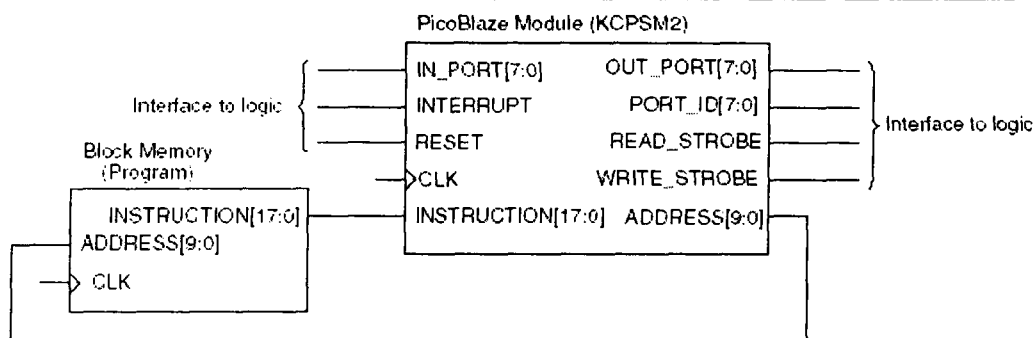 PicoBlaze Module (KCPSM2)
IN_PORT[7:0]
OUT_PORT[7:0]
Interface to logic
INTERRUPT
PORT_ID[7:0]
Interface to logic
RESET
READ_STROBE
Block Memory
(Program)
CLK
WRITE_STROBE
INSTRUCTION[17:0]
INSTRUCTION[17:0]
ADDRESS[9:0]
ADDRESS[9:0]
CLK